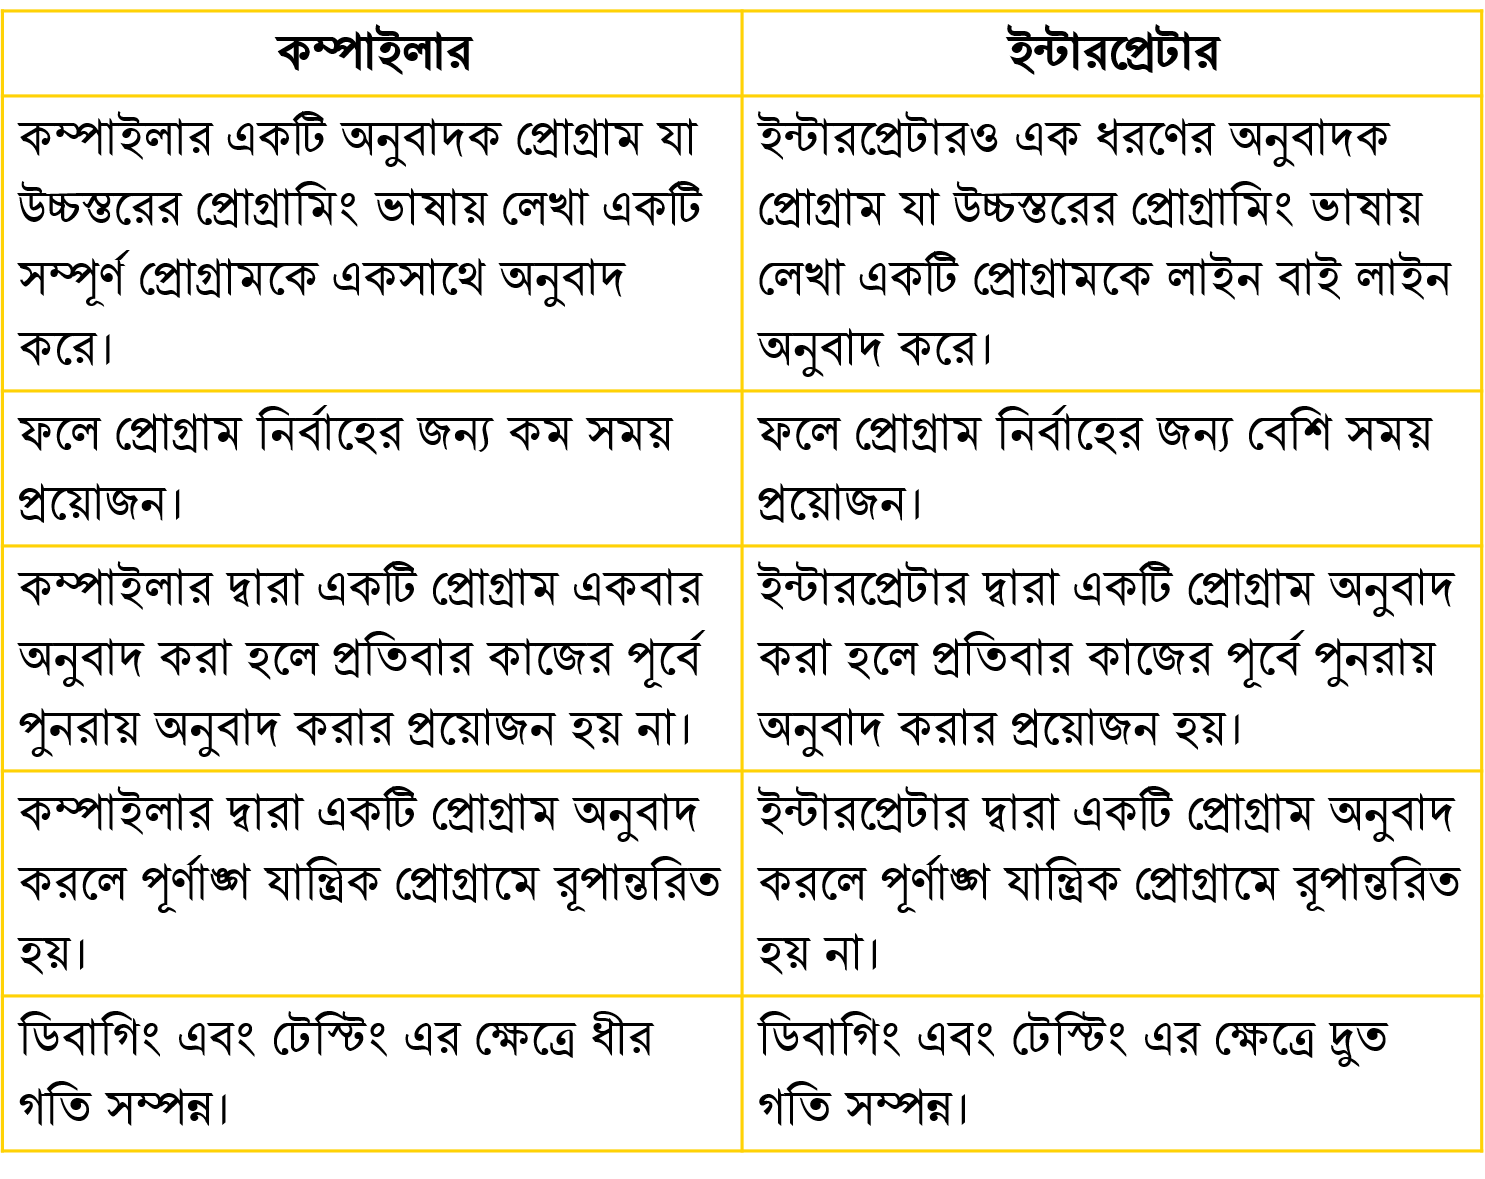 কম্পাইলার
ইন্টারপ্রেটার
কম্পাইলার একটি অনুবাদক প্রোগ্রাম যা
উচ্চস্তরের প্রোগ্রামিং ভাষায় লেখা একটি
সম্পূর্ণ প্রোগ্রামকে একসাথে অনুবাদ
করে।
ইন্টারপ্রেটারও এক ধরণের অনুবাদক
প্রোগ্রাম যা উচ্চস্তরের প্রোগ্রামিং ভাষায়
লেখা একটি প্রোগ্রামকে লাইন বাই লাইন
অনুবাদ করে।
ফলে প্রোগ্রাম নির্বাহের জন্য কম সময়
প্রয়োজন।
ফলে প্রোগ্রাম নির্বাহের জন্য বেশি সময়
প্রয়োজন।
কম্পাইলার দ্বারা একটি প্রোগ্রাম একবার
অনুবাদ করা হলে প্রতিবার কাজের পূর্বে
পুনরায় অনুবাদ করার প্রয়োজন হয় না।
ইন্টারপ্রেটার দ্বারা একটি প্রোগ্রাম অনুবাদ
করা হলে প্রতিবার কাজের পূর্বে পুনরায়
অনুবাদ করার প্রয়োজন হয়।
কম্পাইলার দ্বারা একটি প্রোগ্রাম অনুবাদ
করলে পূর্ণাঙ্গ যান্ত্রিক প্রোগ্রামে রূপান্তরিত
হয়।
ইন্টারপ্রেটার দ্বারা একটি প্রোগ্রাম অনুবাদ
করলে পূর্ণাঙ্গ যান্ত্রিক প্রোগ্রামে রূপান্তরিত
হয় না।
ডিবাগিং এবং টেস্টিং এর ক্ষেত্রে ধীর
গতি সম্পন্ন।
ডিবাগিং এবং টেস্টিং এর ক্ষেত্রে দ্রুত
গতি সম্পন্ন।